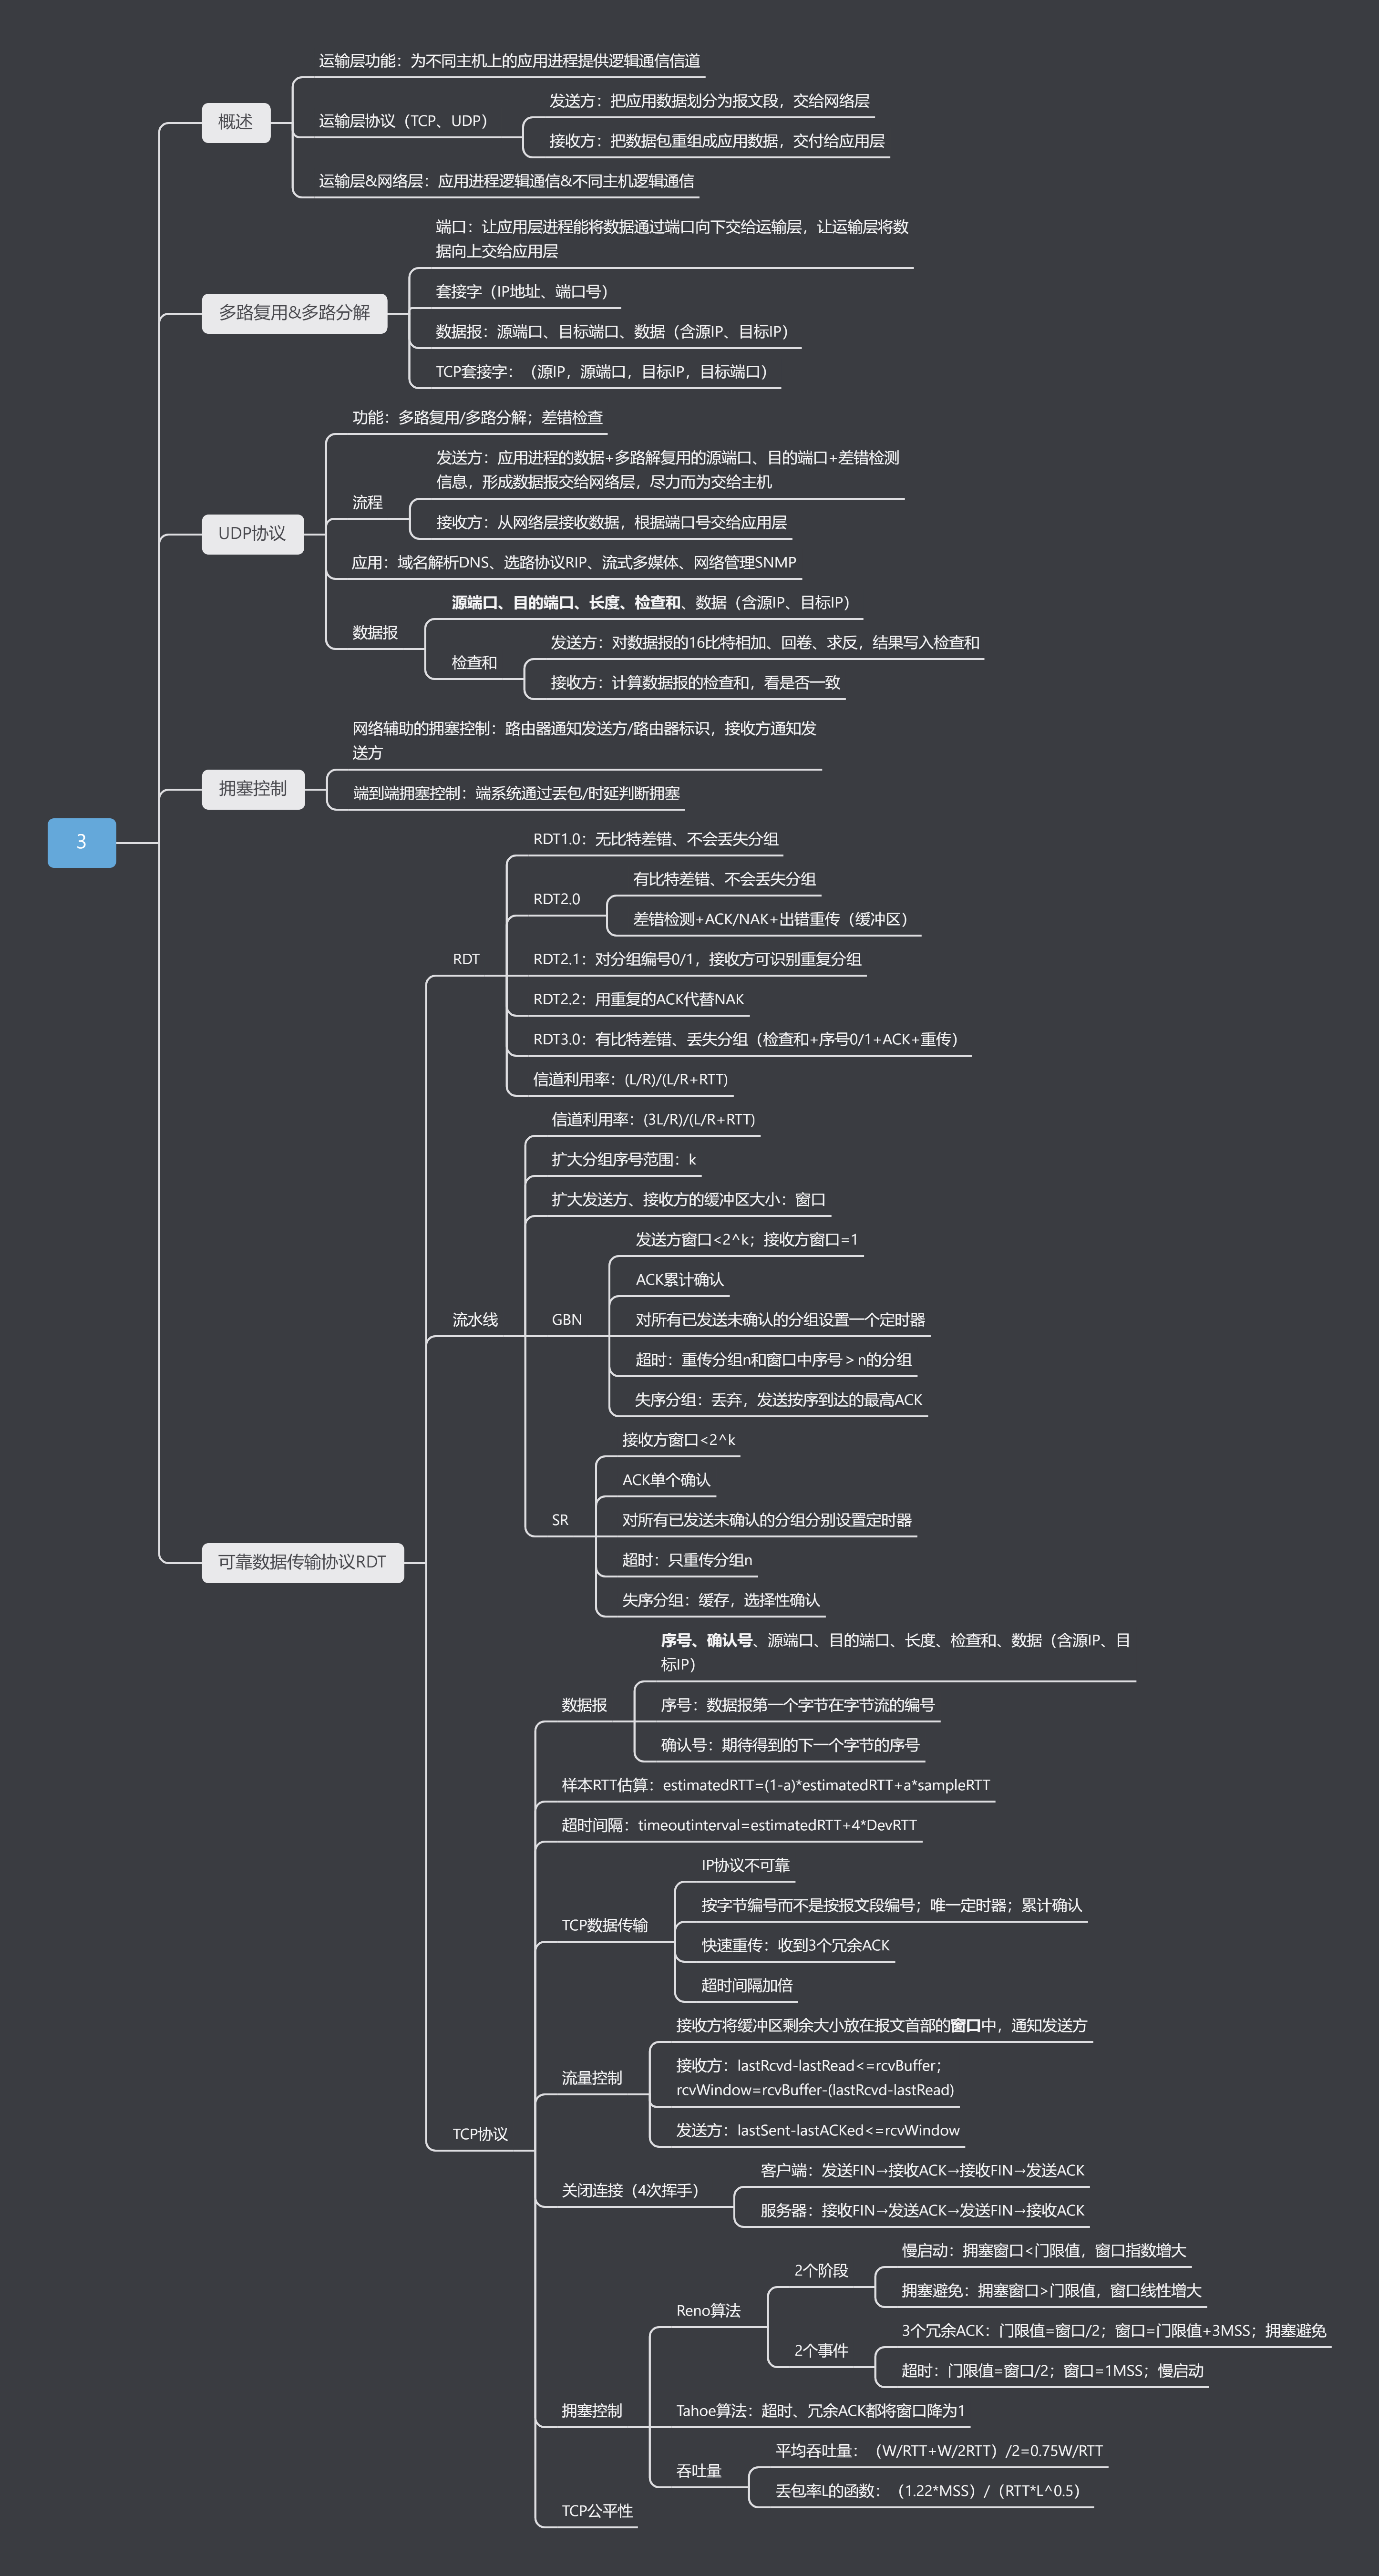 3
概述
运输层功能：为不同主机上的应用进程提供逻辑通信信道
运输层协议（TCP、UDP）
发送方：把应用数据划分为报文段，交给网络层
接收方：把数据包重组成应用数据，交付给应用层
运输层&网络层：应用进程逻辑通信&不同主机逻辑通信
多路复用&多路分解
端口：让应用层进程能将数据通过端口向下交给运输层，让运输层将数
据向上交给应用层
套接字（IP地址、端口号）
数据报：源端口、目标端口、数据（含源IP、目标IP）
TCP套接字：（源IP，源端口，目标IP，目标端口）
UDP协议
功能：多路复用/多路分解；差错检查
流程
发送方：应用进程的数据+多路解复用的源端口、目的端口+差错检测
信息，形成数据报交给网络层，尽力而为交给主机
接收方：从网络层接收数据，根据端口号交给应用层
应用：域名解析DNS、选路协议RIP、流式多媒体、网络管理SNMP
数据报
源端口、目的端口、长度、检查和、数据（含源IP、目标IP）
检查和
发送方：对数据报的16比特相加、回卷、求反，结果写入检查和
接收方：计算数据报的检查和，看是否一致
拥塞控制
网络辅助的拥塞控制：路由器通知发送方/路由器标识，接收方通知发
送方
端到端拥塞控制：端系统通过丢包/时延判断拥塞
可靠数据传输协议RDT
RDT
RDT1.0：无比特差错、不会丢失分组
RDT2.0
有比特差错、不会丢失分组
差错检测+ACK/NAK+出错重传（缓冲区）
RDT2.1：对分组编号0/1，接收方可识别重复分组
RDT2.2：用重复的ACK代替NAK
RDT3.0：有比特差错、丢失分组（检查和+序号0/1+ACK+重传）
信道利用率：(L/R)/(L/R+RTT)
流水线
信道利用率：(3L/R)/(L/R+RTT)
扩大分组序号范围：k
扩大发送方、接收方的缓冲区大小：窗口
GBN
发送方窗口<2^k；接收方窗口=1
ACK累计确认
对所有已发送未确认的分组设置一个定时器
超时：重传分组n和窗口中序号＞n的分组
失序分组：丢弃，发送按序到达的最高ACK
SR
接收方窗口<2^k
ACK单个确认
对所有已发送未确认的分组分别设置定时器
超时：只重传分组n
失序分组：缓存，选择性确认
TCP协议
数据报
序号、确认号、源端口、目的端口、长度、检查和、数据（含源IP、目
标IP）
序号：数据报第一个字节在字节流的编号
确认号：期待得到的下一个字节的序号
样本RTT估算：estimatedRTT=(1-a)*estimatedRTT+a*sampleRTT
超时间隔：timeoutinterval=estimatedRTT+4*DevRTT
TCP数据传输
IP协议不可靠
按字节编号而不是按报文段编号；唯一定时器；累计确认
快速重传：收到3个冗余ACK
超时间隔加倍
流量控制
接收方将缓冲区剩余大小放在报文首部的窗口中，通知发送方
接收方：lastRcvd-lastRead<=rcvBuffer；
rcvWindow=rcvBuffer-(lastRcvd-lastRead)
发送方：lastSent-lastACKed<=rcvWindow
关闭连接（4次挥手）
客户端：发送FIN→接收ACK→接收FIN→发送ACK
服务器：接收FIN→发送ACK→发送FIN→接收ACK
拥塞控制
Reno算法
2个阶段
慢启动：拥塞窗口<门限值，窗口指数增大
拥塞避免：拥塞窗口>门限值，窗口线性增大
2个事件
3个冗余ACK：门限值=窗口/2；窗口=门限值+3MSS；拥塞避免
超时：门限值=窗口/2；窗口=1MSS；慢启动
Tahoe算法：超时、冗余ACK都将窗口降为1
吞吐量
平均吞吐量：（W/RTT+W/2RTT）/2=0.75W/RTT
丢包率L的函数：（1.22*MSS）/（RTT*L^0.5）
TCP公平性